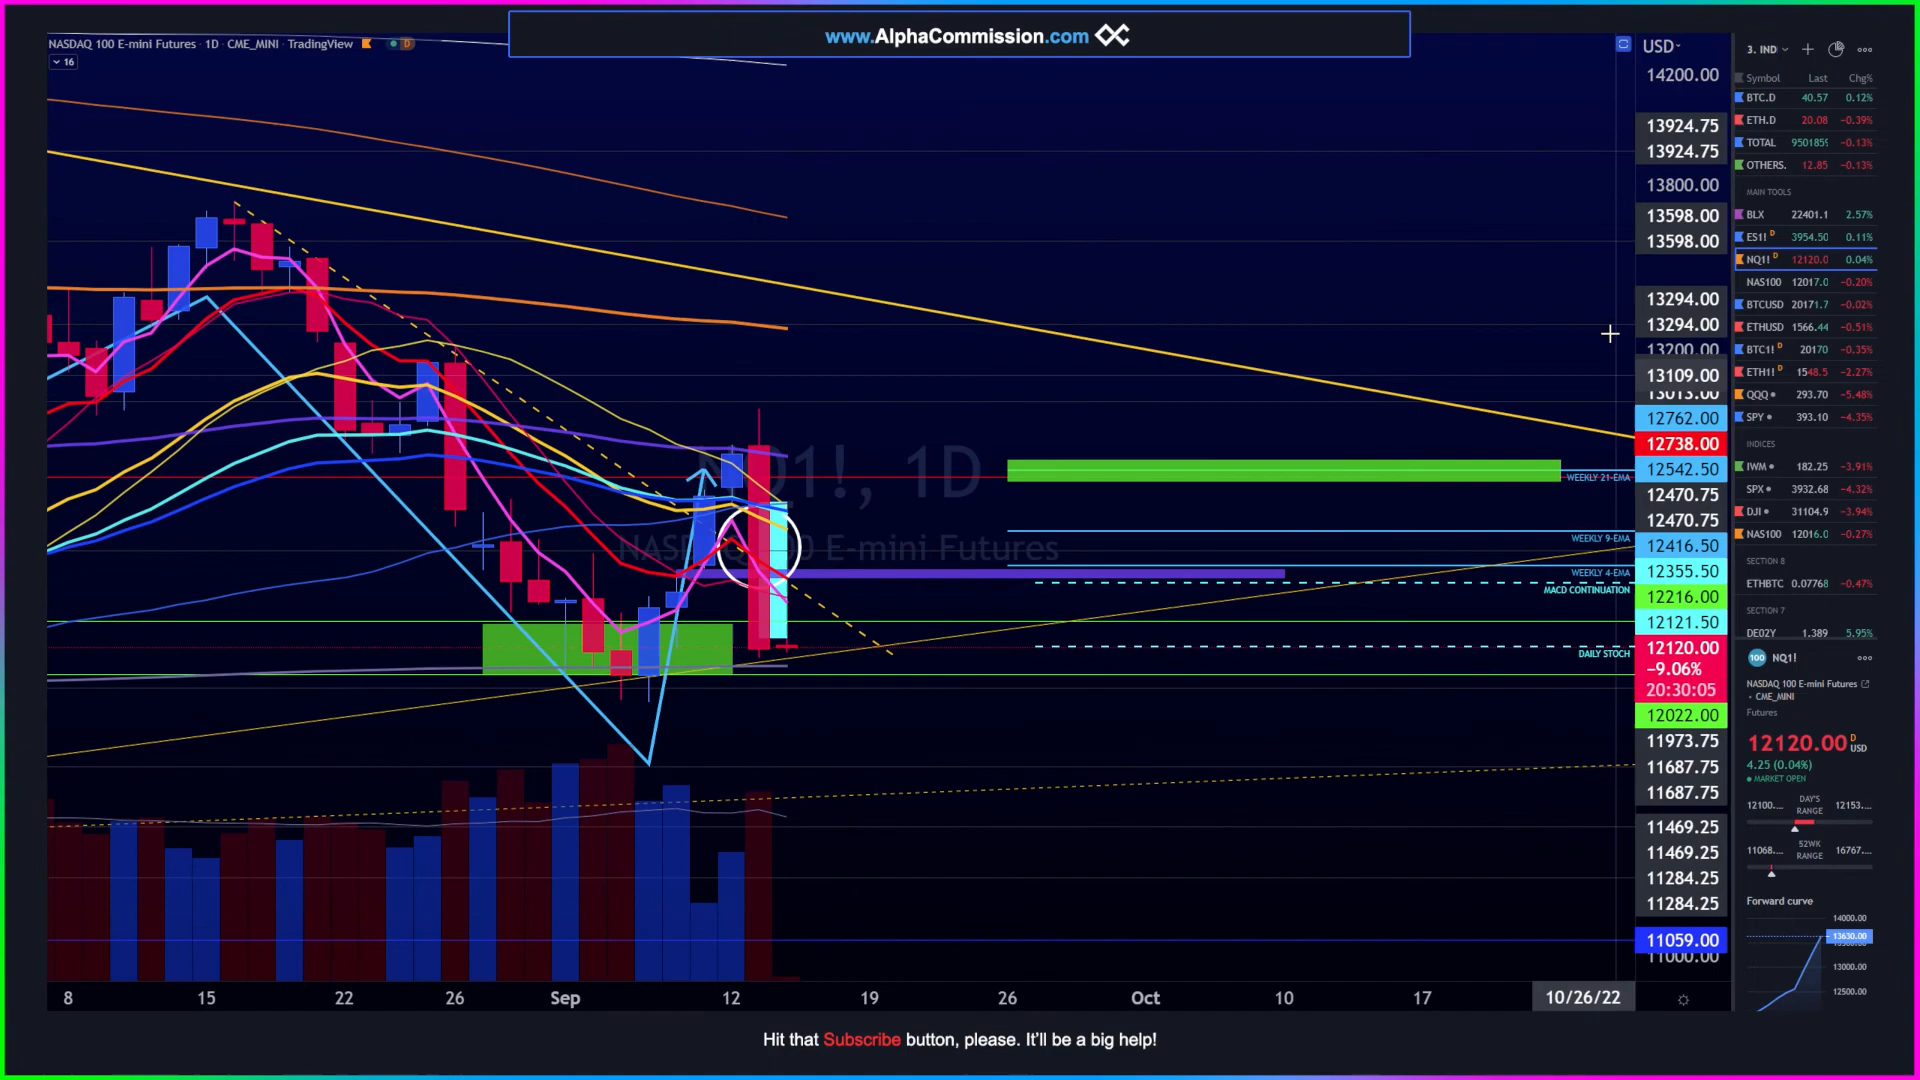 www.AlphaCommission.com
NASDAQ 100 E-mini Futures · 1D · CME_MINI · TradingView
D
16
NQ1!, 1D
NASDAQ 100 E-mini Futures
WEEKLY 21-EMA
WEEKLY 9-EMA
WEEKLY 4-EMA
MACD CONTINUATION
DAILY STOCH
USD
14200.00
13924.75
13924.75
13800.00
13598.00
13598.00
13294.00
13294.00
13200.00
13109.00
13013.00
12762.00
12738.00
12542.50
12470.75
12470.75
12416.50
12355.50
12216.00
12121.50
12120.00
−9.06%
20:30:05
12022.00
11973.75
11687.75
11687.75
11469.25
11469.25
11284.25
11284.25
11059.00
11000.00
8 15 22 26 Sep 12 19 26 Oct 10 17 10/26/22
3. IND
Symbol Last Chg%
BTC.D 40.57 0.12%
ETH.D 20.08 −0.39%
TOTAL 950185 −0.13%
OTHERS. 12.85 −0.13%
MAIN TOOLS
BLX 22401.1 2.57%
ES1! D 3954.50 0.11%
NQ1! D 12120.0 0.04%
NAS100 12017.0 −0.20%
BTCUSD 20171.7 −0.02%
ETHUSD 1566.44 −0.51%
BTC1! D 20170 −0.35%
ETH1! D 1548.5 −2.27%
QQQ 293.70 −5.48%
SPY 393.10 −4.35%
INDICES
IWM 182.25 −3.91%
SPX 3932.68 −4.32%
DJI 31104.9 −3.94%
NAS100 12016.0 −0.27%
SECTION 8
ETHBTC 0.07768 −0.47%
SECTION 7
DE02Y 1.389 5.95%
100 NQ1!
NASDAQ 100 E-mini Futures
• CME_MINI
Futures
12120.00 D USD
4.25 (0.04%)
MARKET OPEN
12100.... DAY'S RANGE 12153....
11068.... 52WK RANGE 16767....
Forward curve
14000.00
13630.00
13000.00
12500.00
Hit that Subscribe button, please. It'll be a big help!